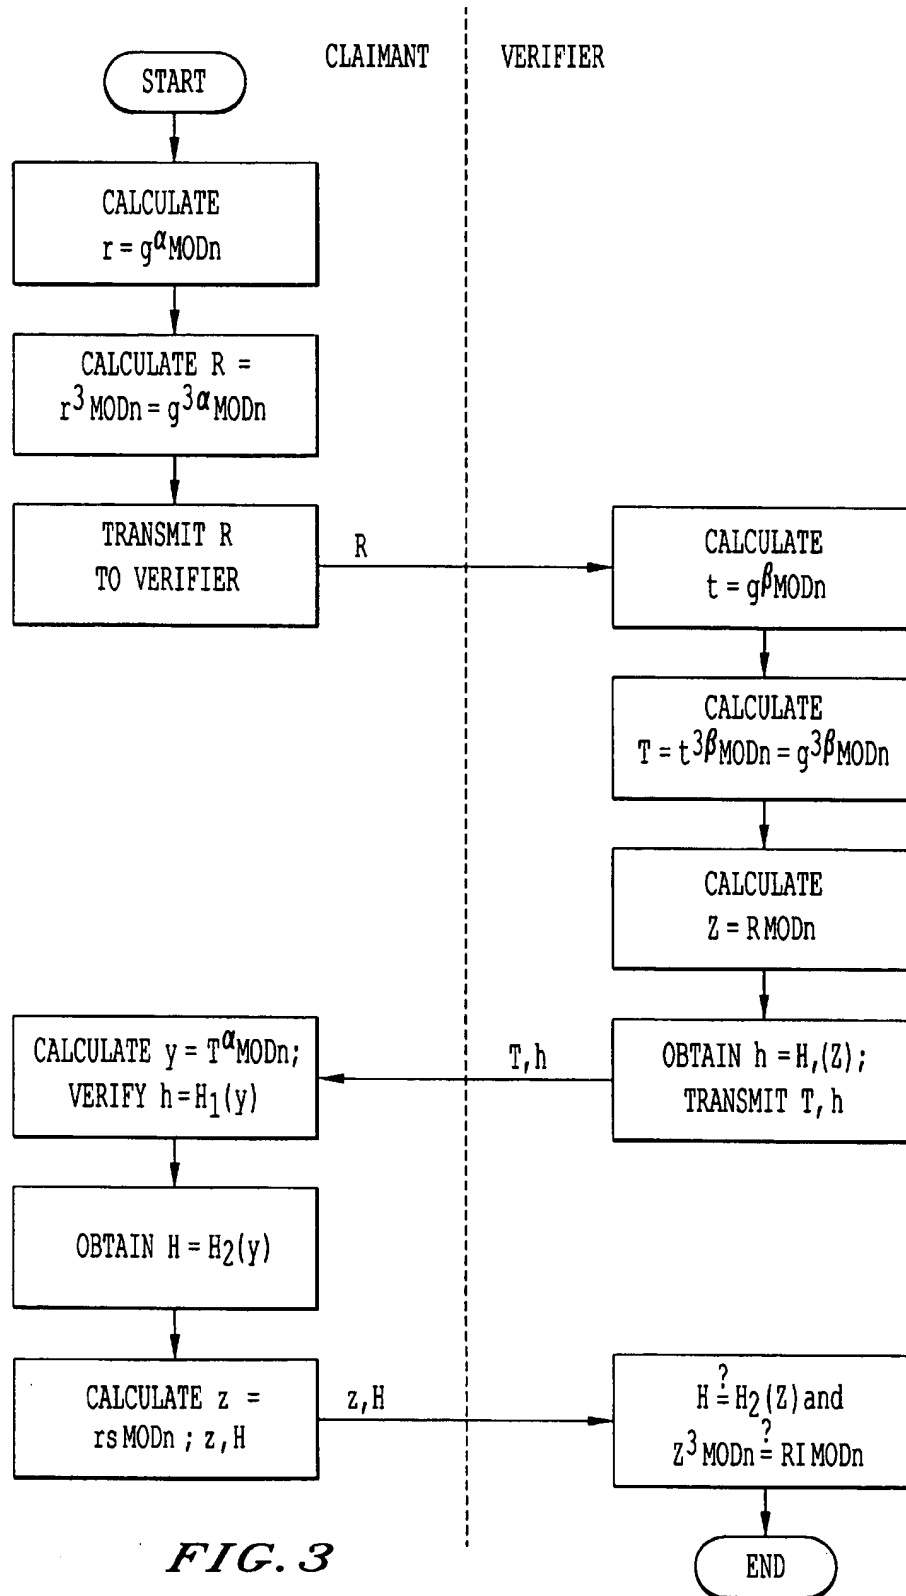 CLAIMANT
VERIFIER
START
CALCULATE
r = g^α MODn
CALCULATE R =
r^3 MODn = g^3α MODn
TRANSMIT R
TO VERIFIER
R
CALCULATE
t = g^β MODn
CALCULATE
T = t^3β MODn = g^3β MODn
CALCULATE
Z = R MODn
OBTAIN h = H,(Z);
TRANSMIT T, h
T,h
CALCULATE y = T^α MODn;
VERIFY h = H1(y)
OBTAIN H = H2(y)
CALCULATE z =
rs MODn ; z, H
z,H
H ≟ H2(Z) and
Z^3 MODn ≟ RI MODn
END
FIG. 3